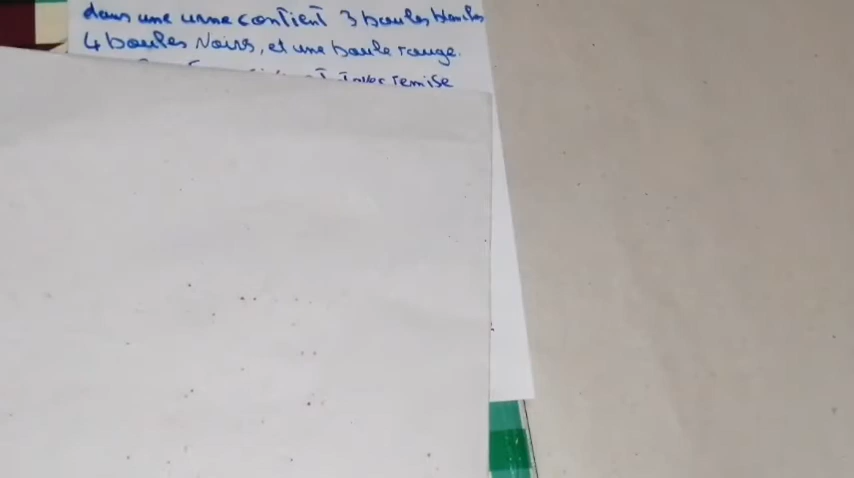 dans une urne contient 3 boules blanches
4 boules Noirs, et une boule rouge.
avec remise